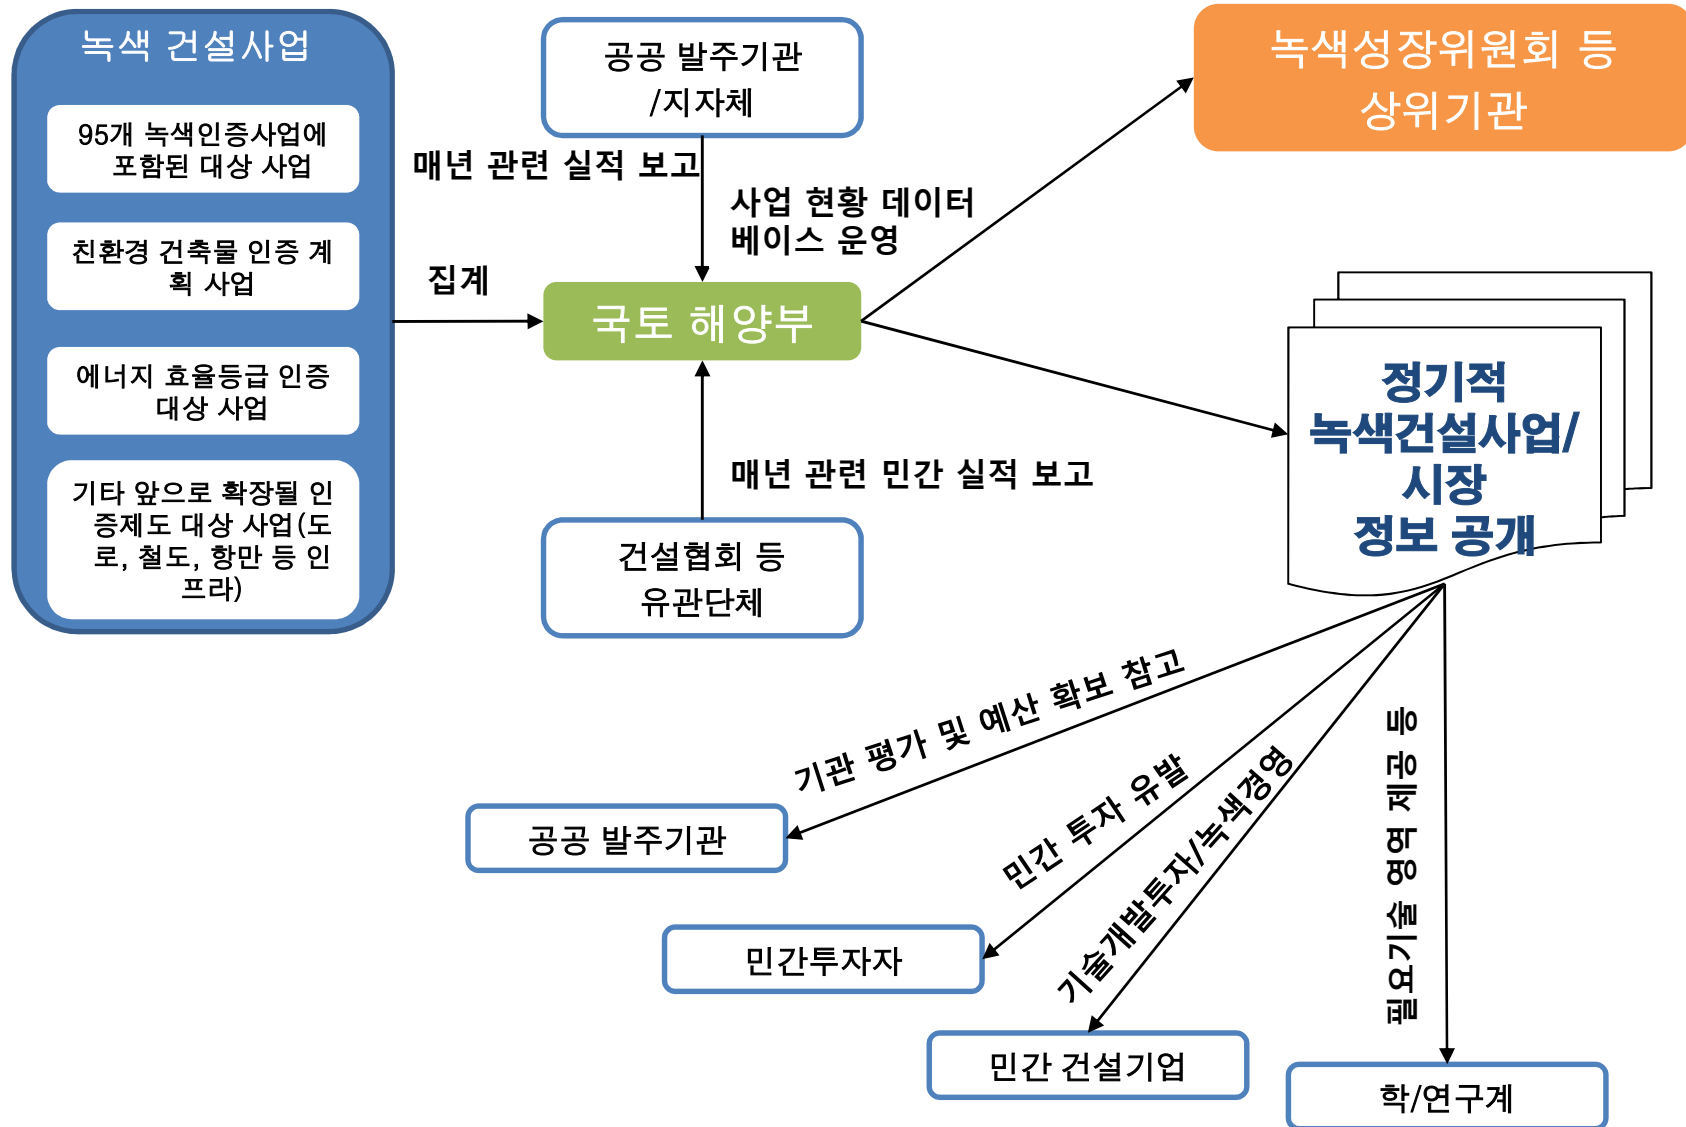 녹색 건설사업
95개 녹색인증사업에
포함된 대상 사업
친환경 건축물 인증 계
획 사업
에너지 효율등급 인증
대상 사업
기타 앞으로 확장될 인
증제도 대상 사업(도
로, 철도, 항만 등 인
프라)
집계
공공 발주기관
/지자체
매년 관련 실적 보고
사업 현황 데이터
베이스 운영
국토 해양부
매년 관련 민간 실적 보고
건설협회 등
유관단체
녹색성장위원회 등
상위기관
정기적
녹색건설사업/
시장
정보 공개
기관 평가 및 예산 확보 참고
민간 투자 유발
기술개발투자/녹색경영
필요기술 영역 제공 등
공공 발주기관
민간투자자
민간 건설기업
학/연구계